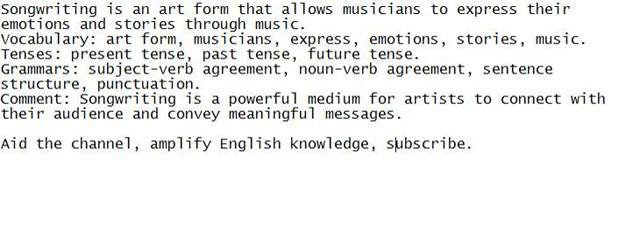 Songwriting is an art form that allows musicians to express their
emotions and stories through music.
Vocabulary: art form, musicians, express, emotions, stories, music.
Tenses: present tense, past tense, future tense.
Grammars: subject-verb agreement, noun-verb agreement, sentence
structure, punctuation.
Comment: Songwriting is a powerful medium for artists to connect with
their audience and convey meaningful messages.
Aid the channel, amplify English knowledge, subscribe.